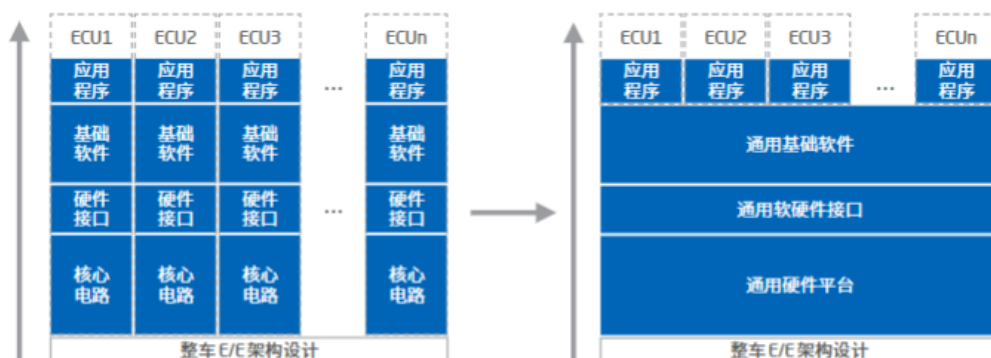 ECU1 ECU2 ECU3 ECUn
应用 应用 应用 应用
程序 程序 程序 … 程序
基础 基础 基础 基础
软件 软件 软件 软件
硬件 硬件 硬件 硬件
接口 接口 接口 … 接口
核心 核心 核心 核心
电路 电路 电路 电路
整车E/E架构设计
ECU1 ECU2 ECU3 ECUn
应用 应用 应用 应用
程序 程序 程序 … 程序
通用基础软件
通用软硬件接口
通用硬件平台
整车E/E架构设计